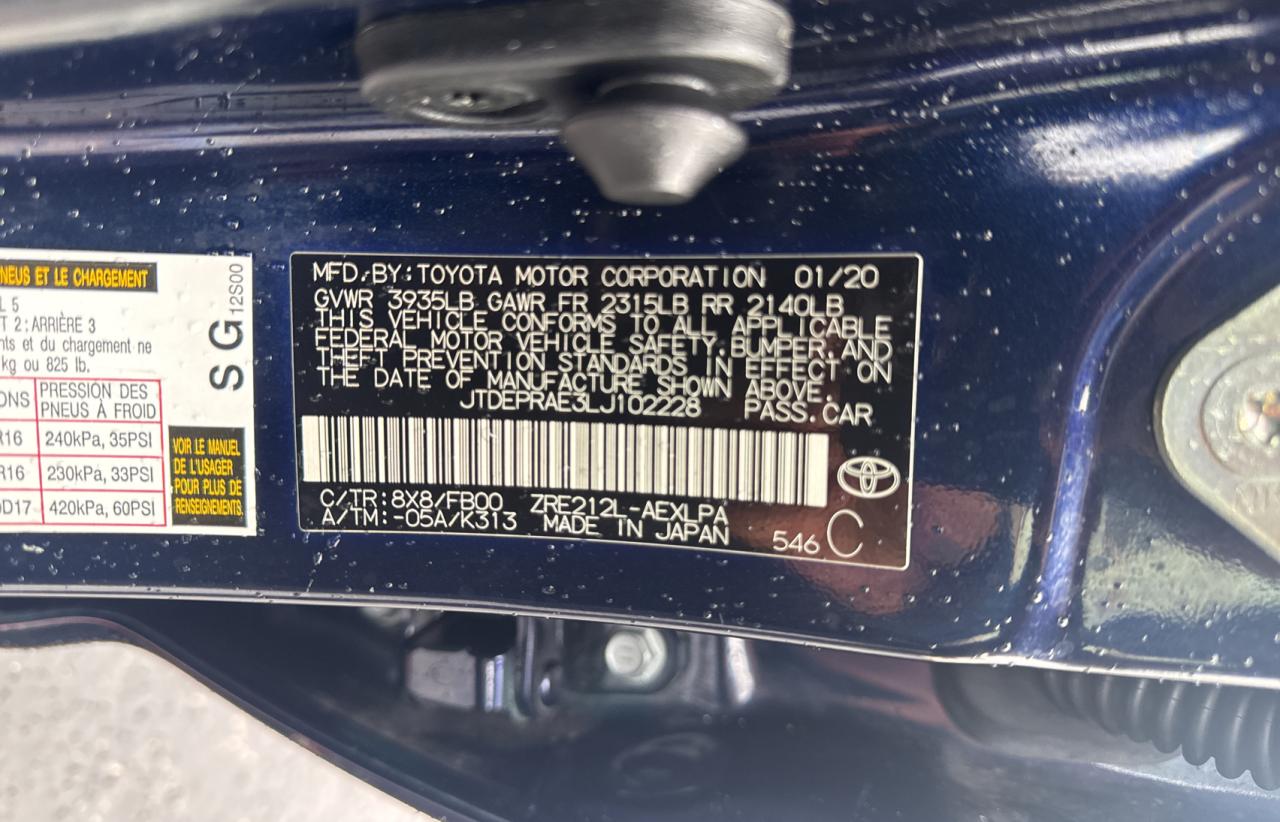 PNEUS ET LE CHARGEMENT
L 5
T 2 : ARRIÈRE 3
nts et du chargement ne
kg ou 825 lb.
ONS PRESSION DES PNEUS À FROID
R16 240kPa, 35PSI
R16 230kPa, 33PSI
D17 420kPa, 60PSI
SG 12S00
VOIR LE MANUEL
DE L'USAGER
POUR PLUS DE
RENSEIGNEMENTS.
MFD. BY: TOYOTA MOTOR CORPORATION 01/20
GVWR 3935LB GAWR FR 2315LB RR 2140LB
THIS VEHICLE CONFORMS TO ALL APPLICABLE
FEDERAL MOTOR VEHICLE SAFETY, BUMPER, AND
THEFT PREVENTION STANDARDS IN EFFECT ON
THE DATE OF MANUFACTURE SHOWN ABOVE.
JTDEPRAE3LJ102228 PASS.CAR
C/TR:8X8/FB00 ZRE212L-AEXLPA
A/TM:-05A/K313 MADE IN JAPAN
546 C